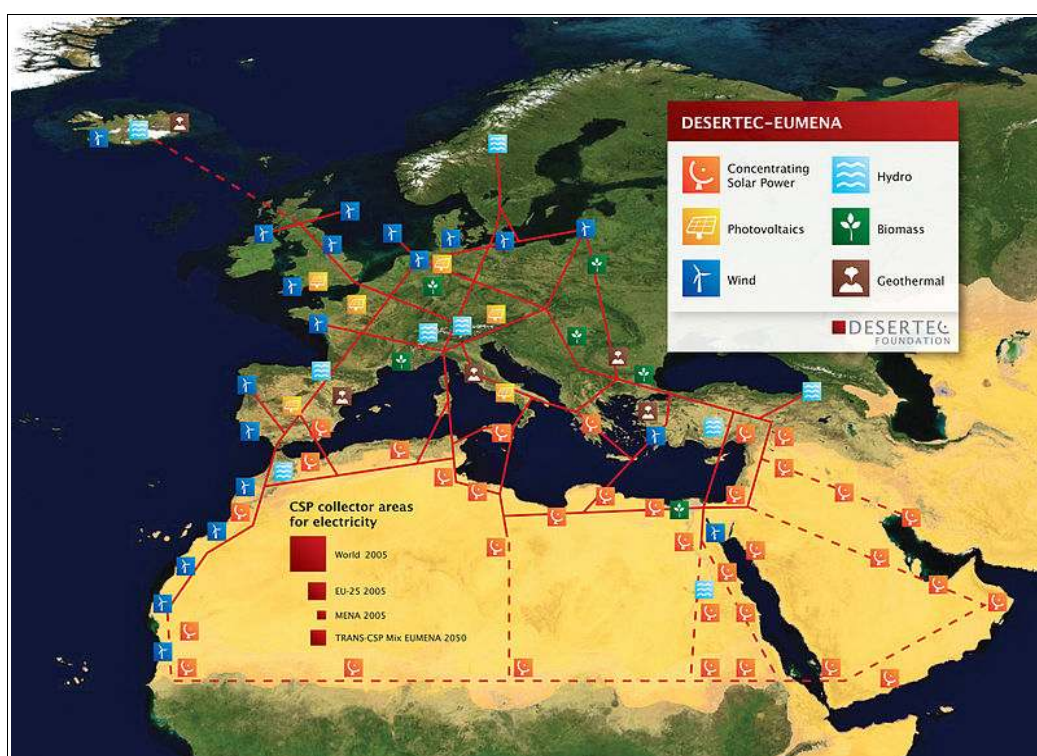 DESERTEC–EUMENA
Concentrating
Solar Power
Hydro
Photovoltaics
Biomass
Wind
Geothermal
DESERTEC
FOUNDATION
CSP collector areas
for electricity
World 2005
EU-25 2005
MENA 2005
TRANS-CSP Mix EUMENA 2050